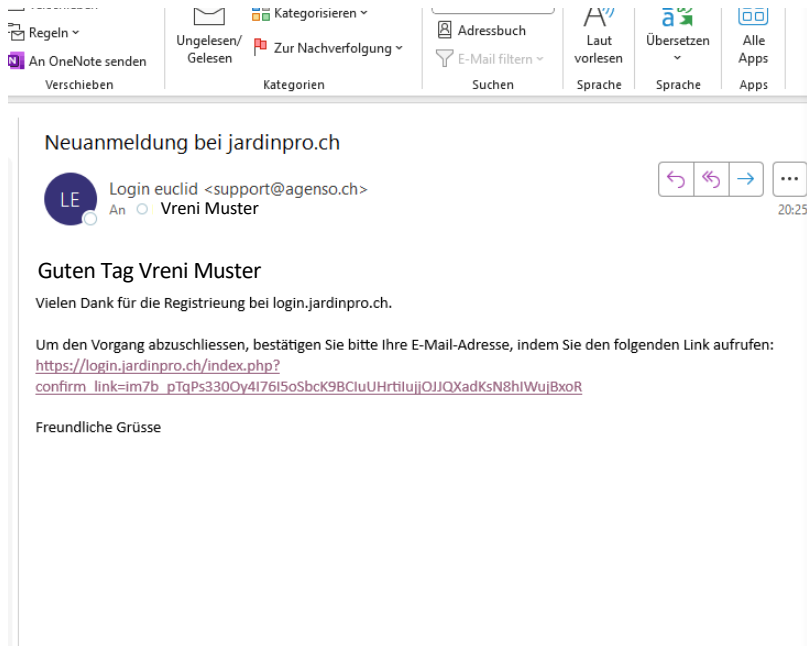 Regeln
An OneNote senden
Verschieben
Ungelesen/
Gelesen
Kategorisieren
Zur Nachverfolgung
Kategorien
Adressbuch
E-Mail filtern
Suchen
Laut
vorlesen
Sprache
Übersetzen
Sprache
Alle
Apps
Apps
Neuanmeldung bei jardinpro.ch
LE
Login euclid <support@agenso.ch>
An Vreni Muster
20:25
Guten Tag Vreni Muster
Vielen Dank für die Registrieung bei login.jardinpro.ch.
Um den Vorgang abzuschliessen, bestätigen Sie bitte Ihre E-Mail-Adresse, indem Sie den folgenden Link aufrufen:
https://login.jardinpro.ch/index.php?
confirm_link=im7b_pTqPs330Oy4I76I5oSbcK9BCIuUHrtiIujjOJJQXadKsN8hIWujBxoR
Freundliche Grüsse